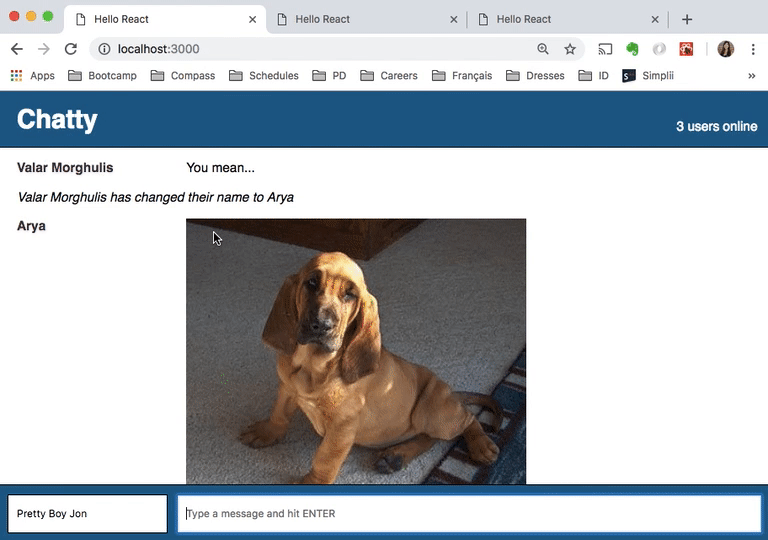 Hello React
Hello React
Hello React
localhost:3000
Apps Bootcamp Compass Schedules PD Careers Français Dresses ID Simplii »
Chatty
3 users online
Valar Morghulis You mean...
Valar Morghulis has changed their name to Arya
Arya
Pretty Boy Jon Type a message and hit ENTER